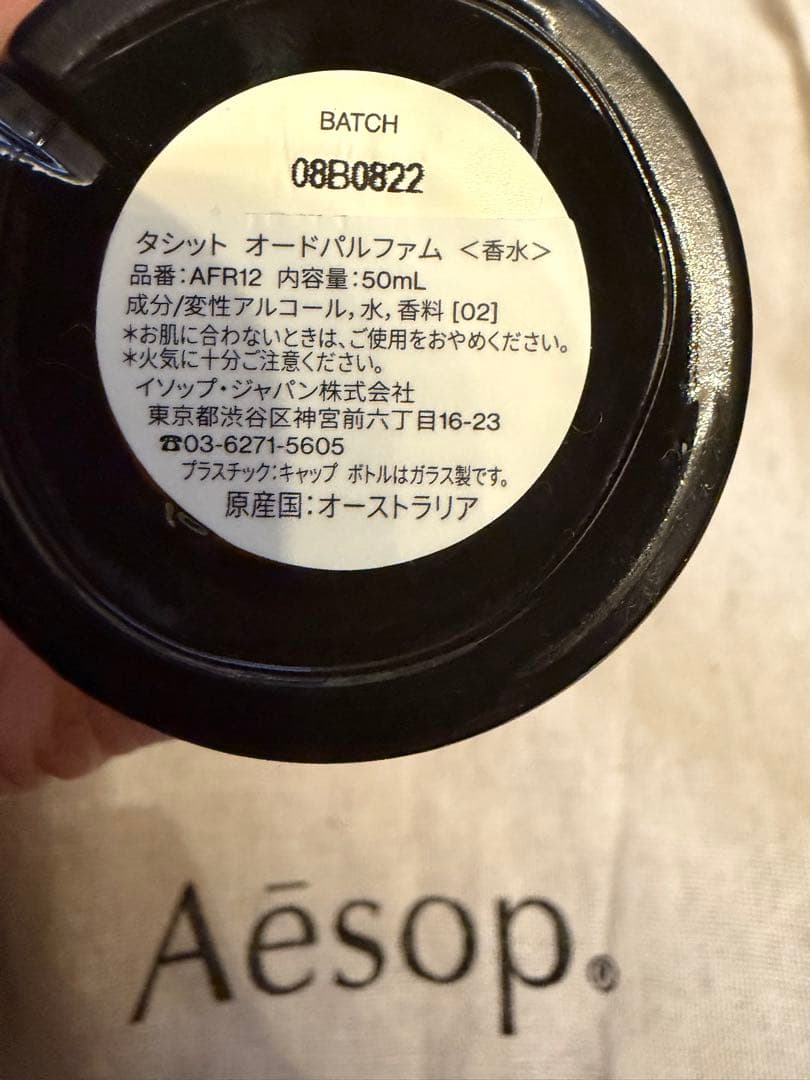 BATCH
08B0822
タシット オードパルファム ＜香水＞
品番：AFR12 内容量：50mL
成分/変性アルコール，水，香料 [02]
＊お肌に合わないときは、ご使用をおやめください。
＊火気に十分ご注意ください。
イソップ・ジャパン株式会社
東京都渋谷区神宮前六丁目16-23
☎03-6271-5605
プラスチック：キャップ ボトルはガラス製です。
原産国：オーストラリア
Aēsop.®